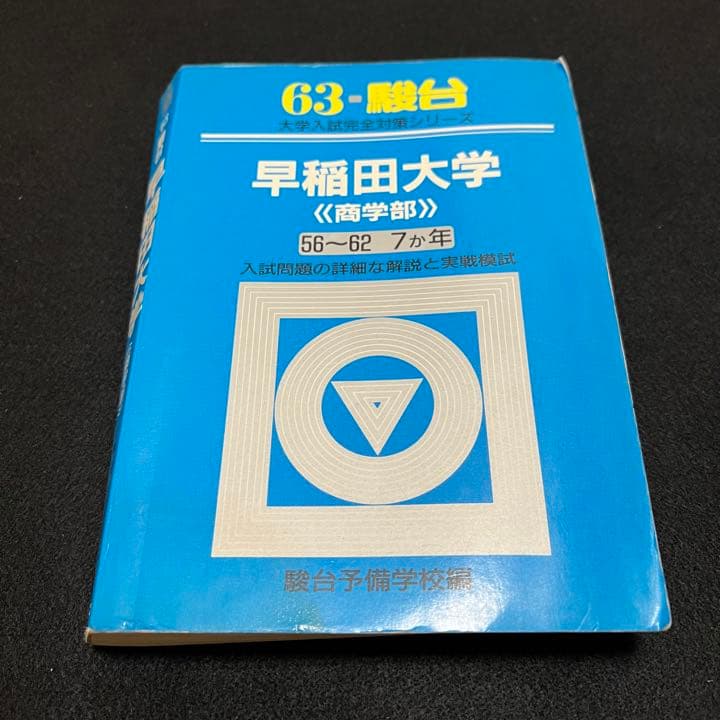 63-駿台
大学入試完全対策シリーズ
早稲田大学
《商学部》
56〜62 7か年
入試問題の詳細な解説と実戦模試
駿台予備学校編